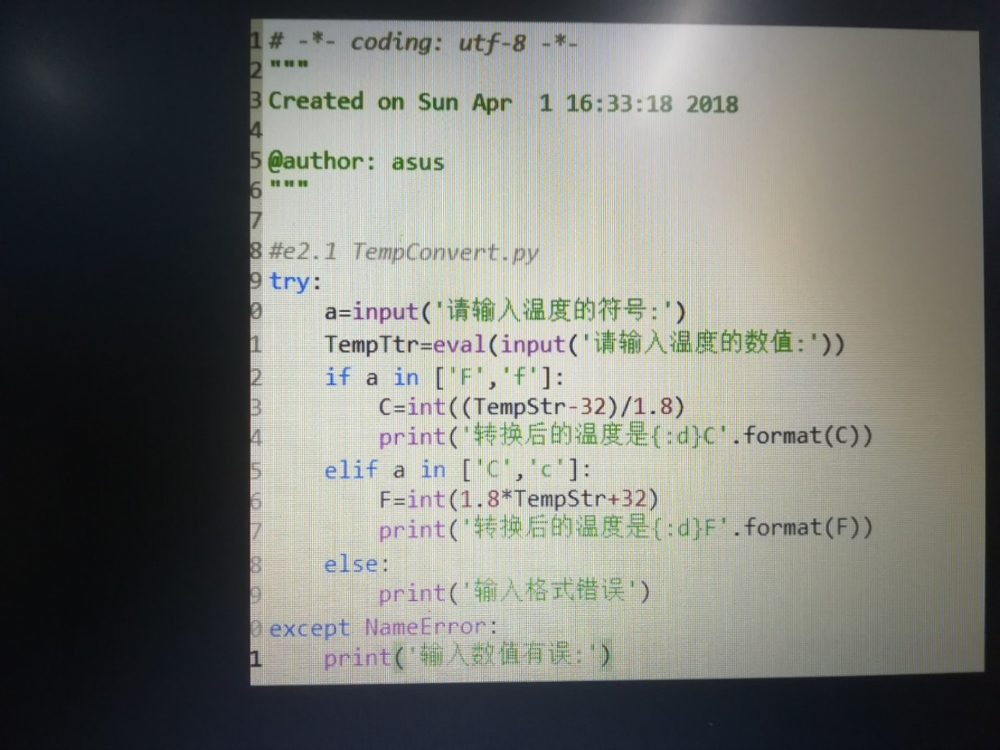 1 # -*- coding: utf-8 -*-
2 """
3 Created on Sun Apr  1 16:33:18 2018
4
5 @author: asus
6 """
7
8 #e2.1 TempConvert.py
9 try:
0     a=input('请输入温度的符号:')
1     TempTtr=eval(input('请输入温度的数值:'))
2     if a in ['F','f']:
3         C=int((TempStr-32)/1.8)
4         print('转换后的温度是{:d}C'.format(C))
5     elif a in ['C','c']:
6         F=int(1.8*TempStr+32)
7         print('转换后的温度是{:d}F'.format(F))
8     else:
9         print('输入格式错误')
0 except NameError:
1     print('输入数值有误:')